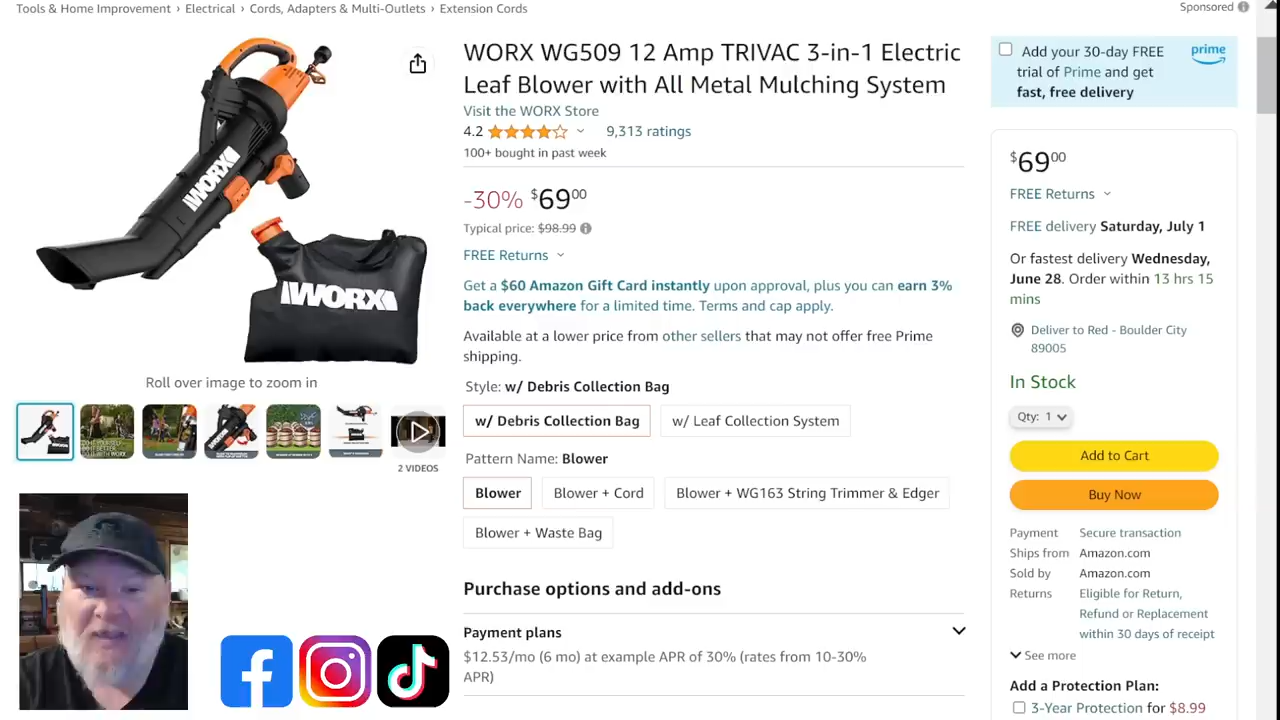 Tools & Home Improvement › Electrical › Cords, Adapters & Multi-Outlets › Extension Cords
Sponsored
WORX
WORX
Roll over image to zoom in
2 VIDEOS
WORX WG509 12 Amp TRIVAC 3-in-1 Electric
Leaf Blower with All Metal Mulching System
Visit the WORX Store
4.2
9,313 ratings
100+ bought in past week
-30% $69 00
Typical price: $98.99
FREE Returns
Get a $60 Amazon Gift Card instantly upon approval, plus you can earn 3%
back everywhere for a limited time. Terms and cap apply.
Available at a lower price from other sellers that may not offer free Prime
shipping.
Style: w/ Debris Collection Bag
w/ Debris Collection Bag
w/ Leaf Collection System
Pattern Name: Blower
Blower
Blower + Cord
Blower + WG163 String Trimmer & Edger
Blower + Waste Bag
Purchase options and add-ons
Payment plans
$12.53/mo (6 mo) at example APR of 30% (rates from 10-30%
APR)
Add your 30-day FREE
trial of Prime and get
fast, free delivery
prime
$69 00
FREE Returns
FREE delivery Saturday, July 1
Or fastest delivery Wednesday,
June 28. Order within 13 hrs 15
mins
Deliver to Red - Boulder City
89005
In Stock
Qty: 1
Add to Cart
Buy Now
Payment Secure transaction
Ships from Amazon.com
Sold by Amazon.com
Returns Eligible for Return,
Refund or Replacement
within 30 days of receipt
See more
Add a Protection Plan:
3-Year Protection for $8.99